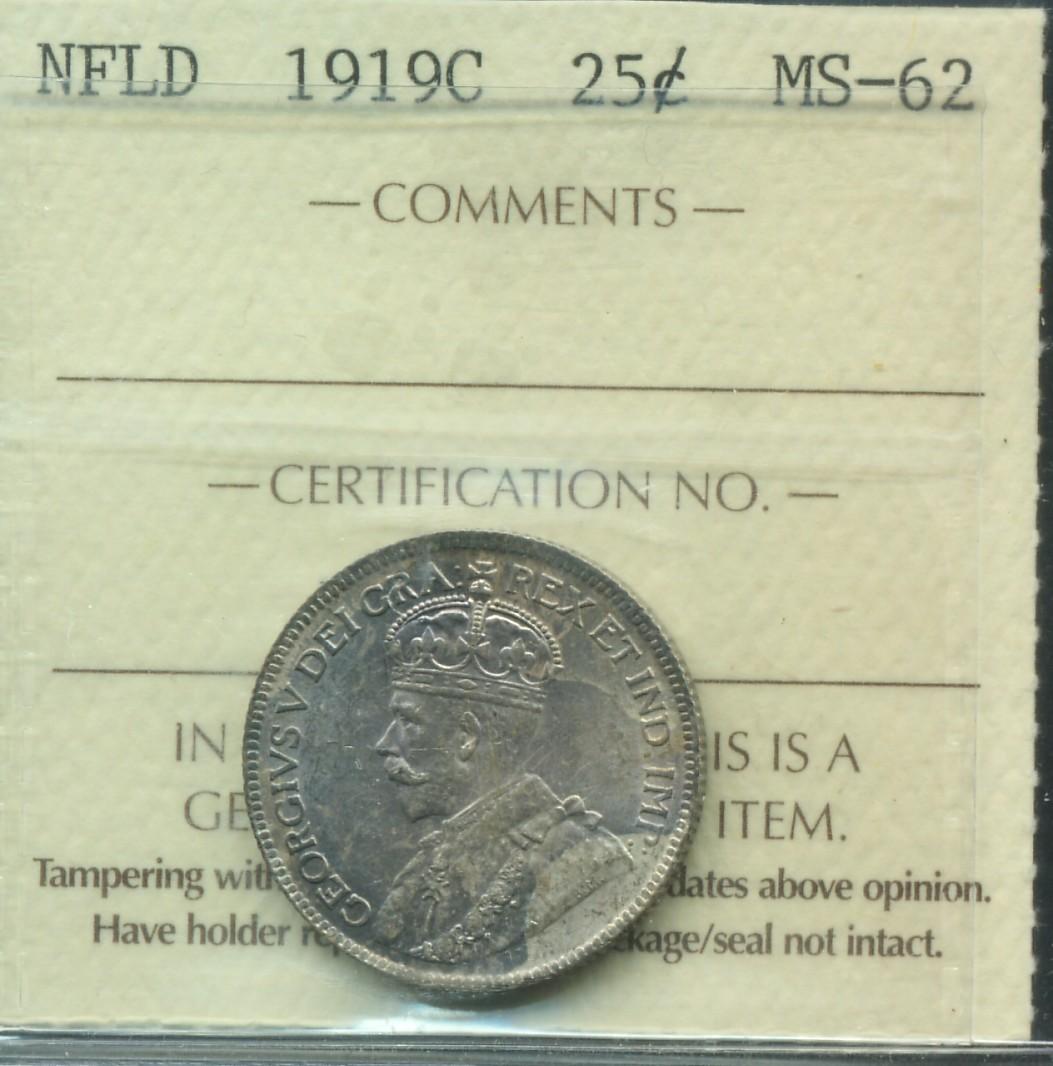 NFLD 1919C 25¢ MS-62
— COMMENTS —
— CERTIFICATION NO. —
GEORGIVS V DEI GRA: REX ET IND: IMP:
IN IS IS A
GE ITEM.
Tampering with dates above opinion.
Have holder kage/seal not intact.